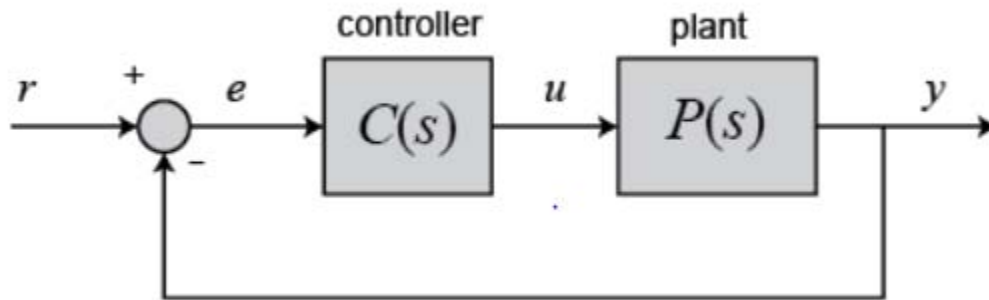 controller plant
r + e C(s) u P(s) y
-